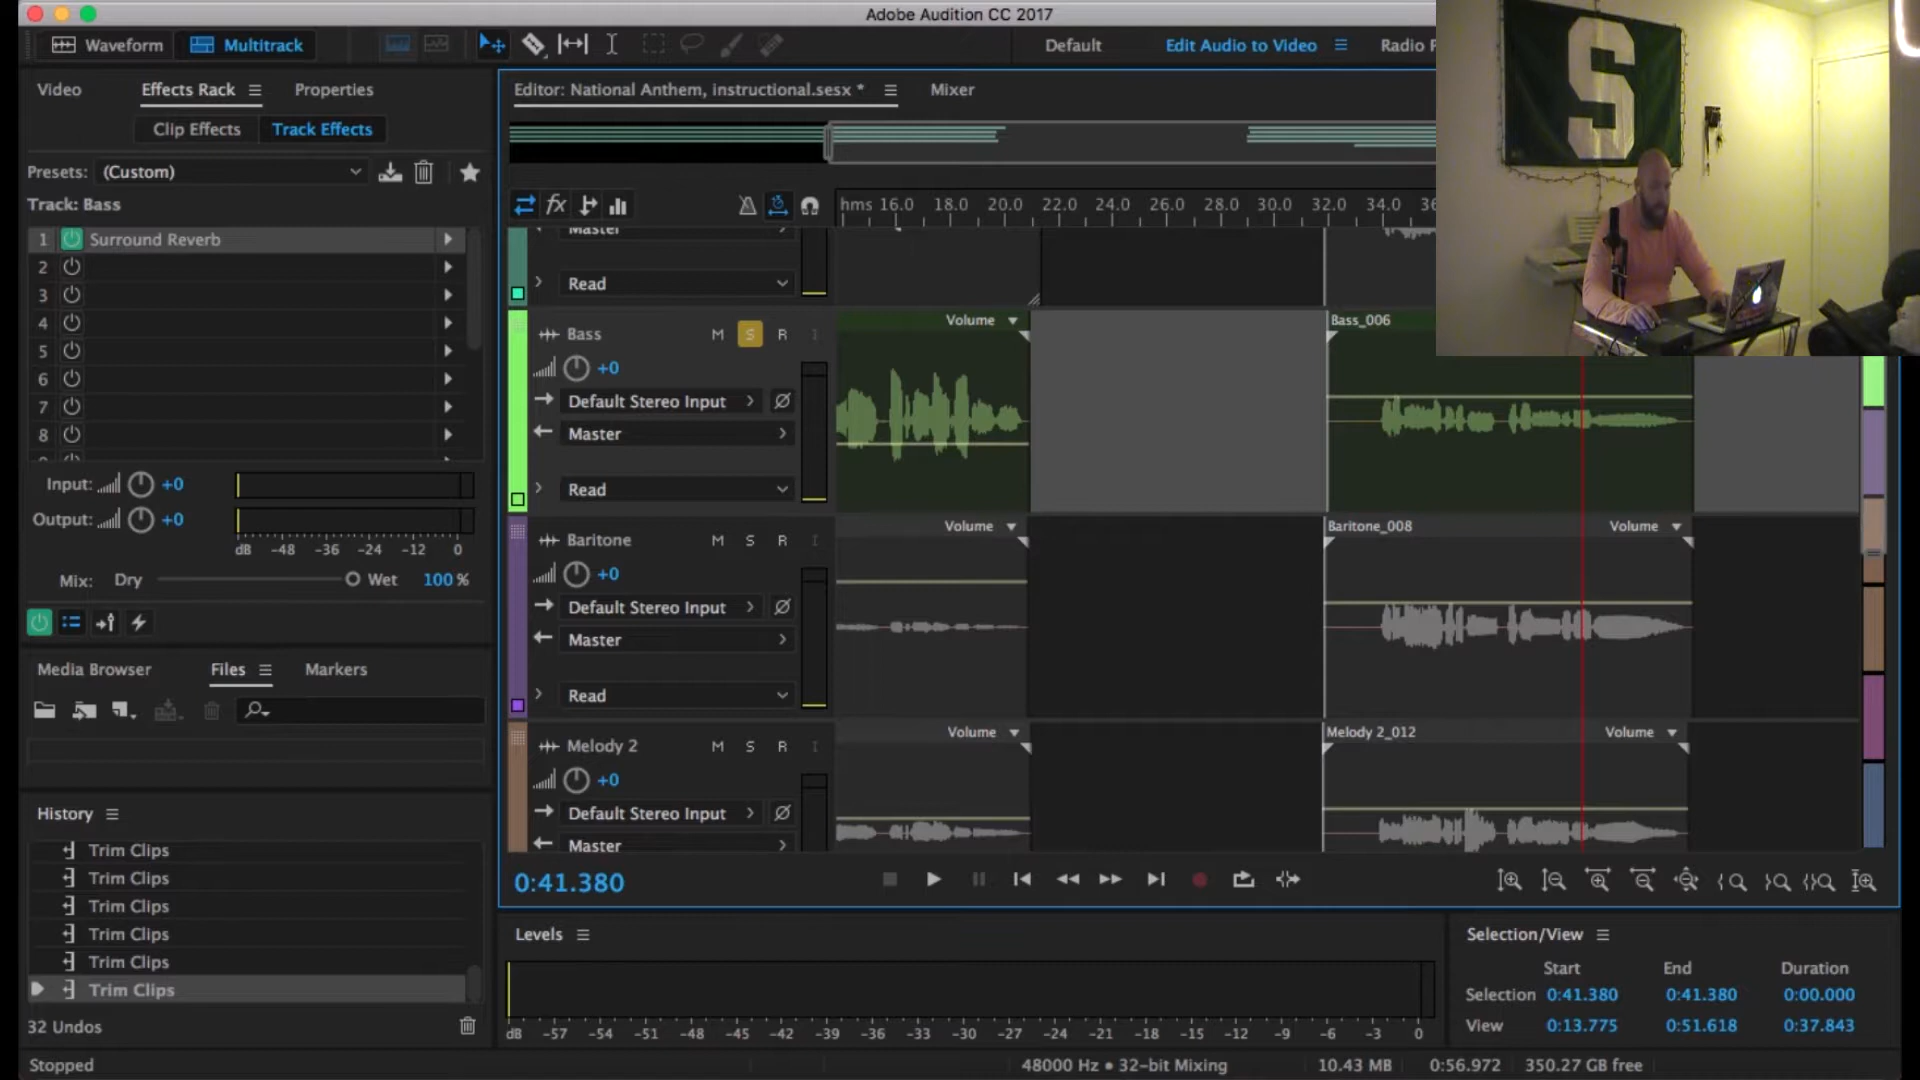 Adobe Audition CC 2017
Waveform
Multitrack
Default
Edit Audio to Video
Radio P
Video
Effects Rack
Properties
Clip Effects
Track Effects
Presets: (Custom)
Track: Bass
1 Surround Reverb
2
3
4
5
6
7
8
Input: +0
Output: +0
dB -48 -36 -24 -12 0
Mix: Dry Wet 100 %
Media Browser
Files
Markers
History
Trim Clips
Trim Clips
Trim Clips
Trim Clips
Trim Clips
Trim Clips
32 Undos
Stopped
Editor: National Anthem, instructional.sesx *
Mixer
fx
hms 16.0 18.0 20.0 22.0 24.0 26.0 28.0 30.0 32.0 34.0 36
Master
Read
Bass M S R I
+0
Default Stereo Input
Master
Read
Volume
Bass_006
Baritone M S R I
+0
Default Stereo Input
Master
Read
Volume
Baritone_008 Volume
Melody 2 M S R I
+0
Default Stereo Input
Master
Volume
Melody 2_012 Volume
0:41.380
Levels
dB -57 -54 -51 -48 -45 -42 -39 -36 -33 -30 -27 -24 -21 -18 -15 -12 -9 -6 -3 0
Selection/View
Start End Duration
Selection 0:41.380 0:41.380 0:00.000
View 0:13.775 0:51.618 0:37.843
48000 Hz • 32-bit Mixing 10.43 MB 0:56.972 350.27 GB free
S